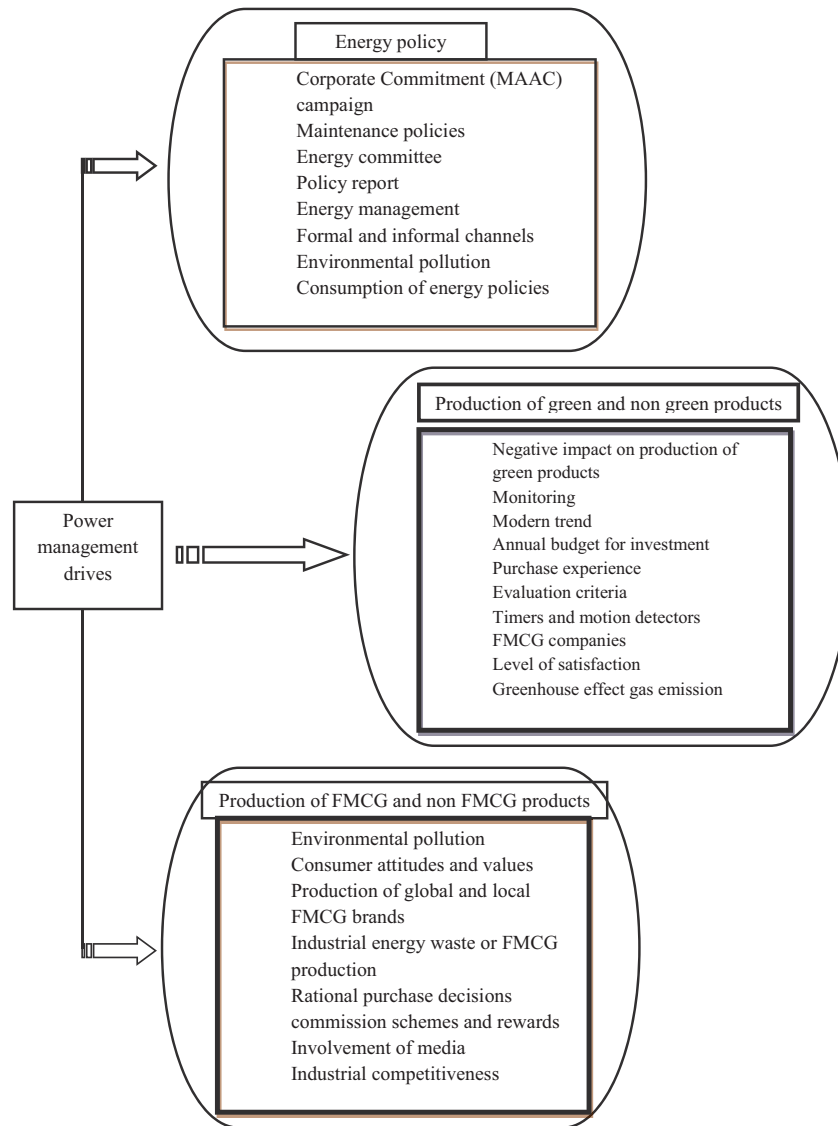 Energy policy
Corporate Commitment (MAAC)
campaign
Maintenance policies
Energy committee
Policy report
Energy management
Formal and informal channels
Environmental pollution
Consumption of energy policies
Production of green and non green products
Negative impact on production of
green products
Monitoring
Modern trend
Annual budget for investment
Purchase experience
Evaluation criteria
Timers and motion detectors
FMCG companies
Level of satisfaction
Greenhouse effect gas emission
Power
management
drives
Production of FMCG and non FMCG products
Environmental pollution
Consumer attitudes and values
Production of global and local
FMCG brands
Industrial energy waste or FMCG
production
Rational purchase decisions
commission schemes and rewards
Involvement of media
Industrial competitiveness